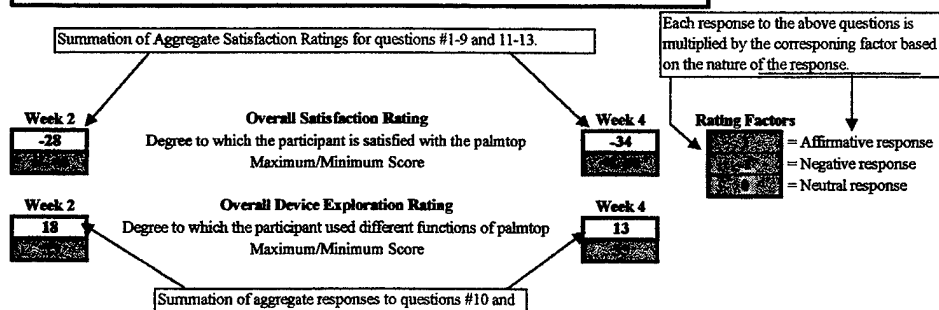 Summation of Aggregate Satisfaction Ratings for questions #1-9 and 11-13.
Each response to the above questions is
multiplied by the corresponing factor based
on the nature of the response.
Week 2
Overall Satisfaction Rating
Week 4
-28
Degree to which the participant is satisfied with the palmtop
-34
Maximum/Minimum Score
Rating Factors
= Affirmative response
= Negative response
0 = Neutral response
Week 2
Overall Device Exploration Rating
Week 4
18
Degree to which the participant used different functions of palmtop
13
Maximum/Minimum Score
Summation of aggregate responses to questions #10 and